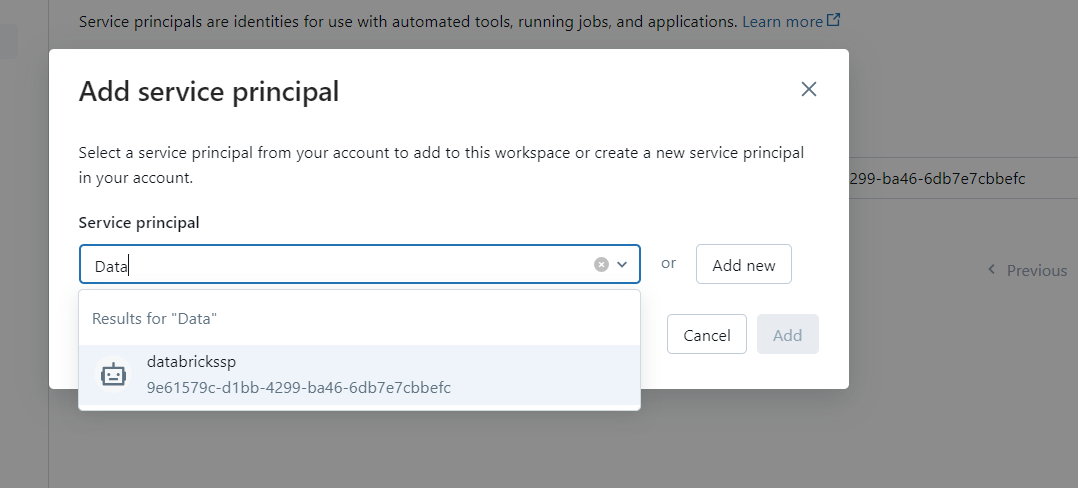 Service principals are identities for use with automated tools, running jobs, and applications. Learn more
Add service principal
Select a service principal from your account to add to this workspace or create a new service principal
in your account.
299-ba46-6db7e7cbbefc
Service principal
Data
or
Add new
Previous
Results for "Data"
Cancel
Add
databrickssp
9e61579c-d1bb-4299-ba46-6db7e7cbbefc